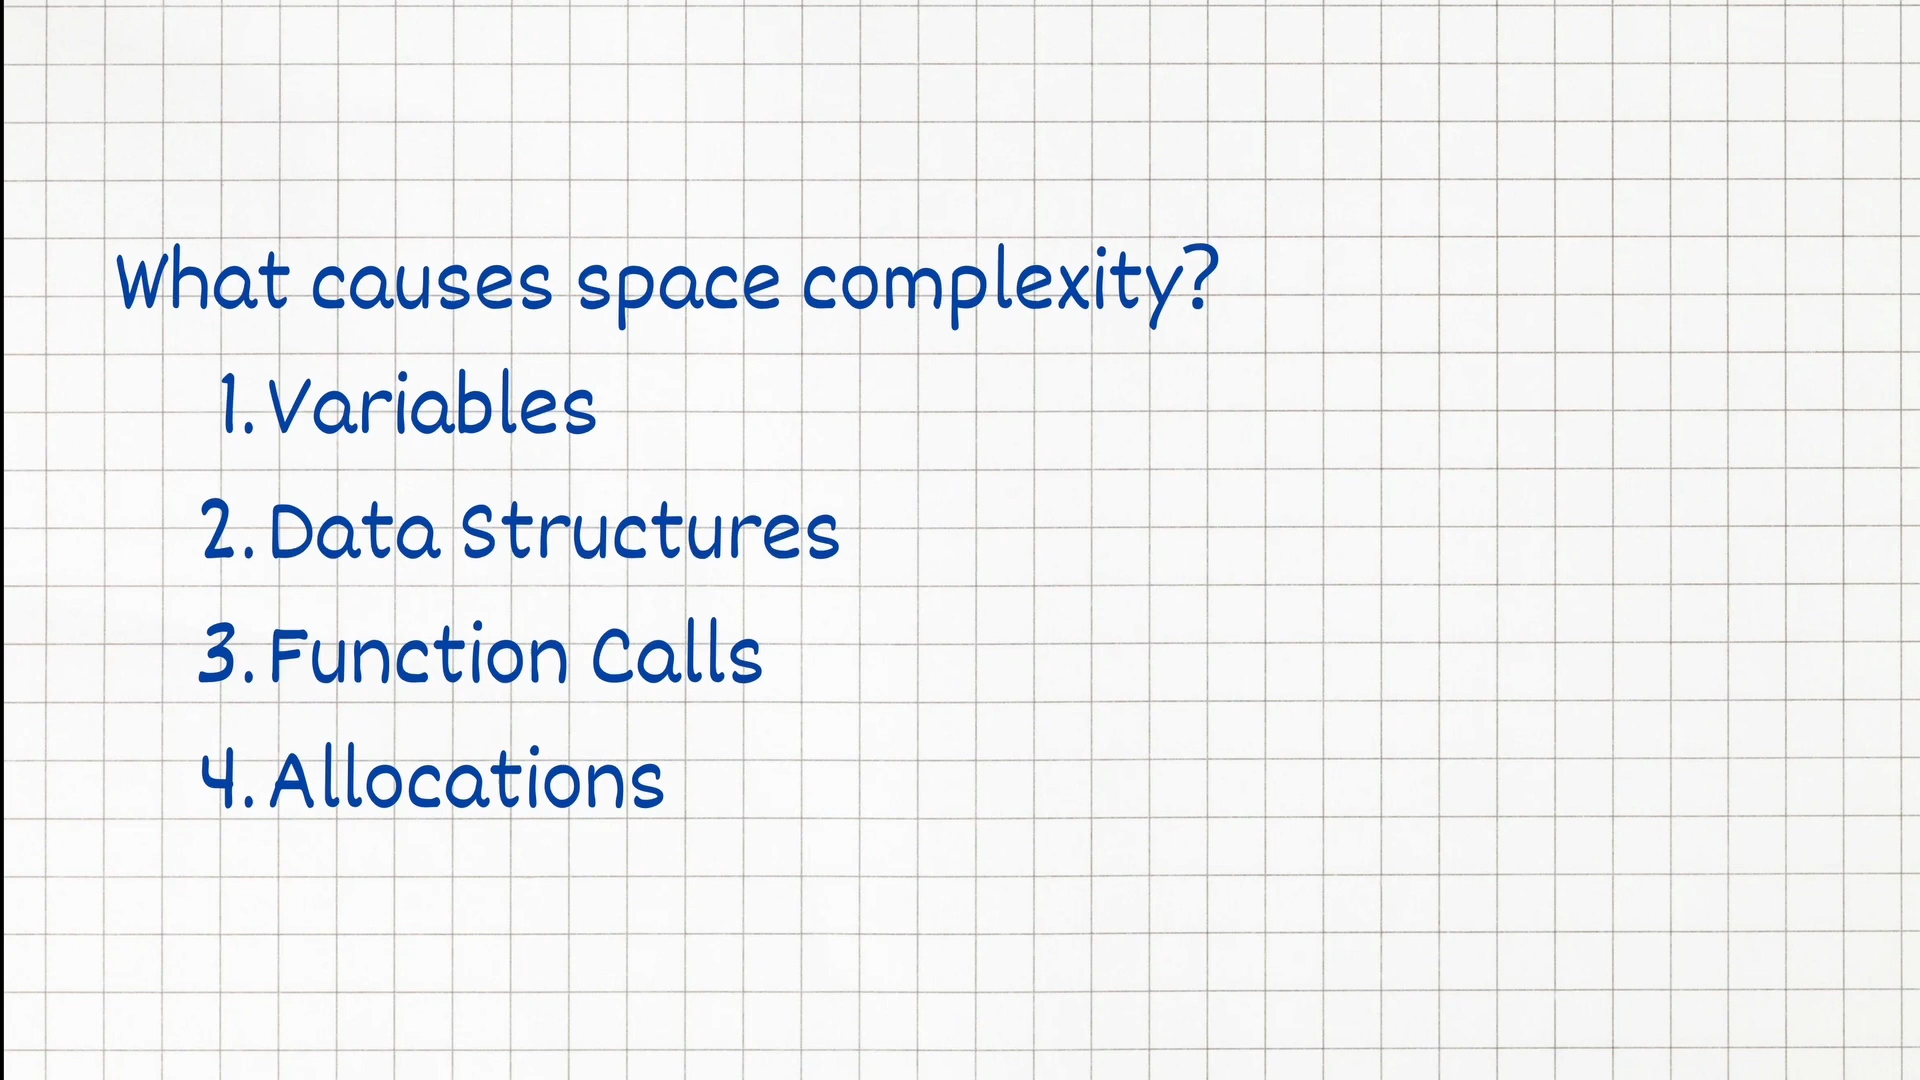 What causes space complexity?
1. Variables
2. Data Structures
3. Function Calls
4. Allocations